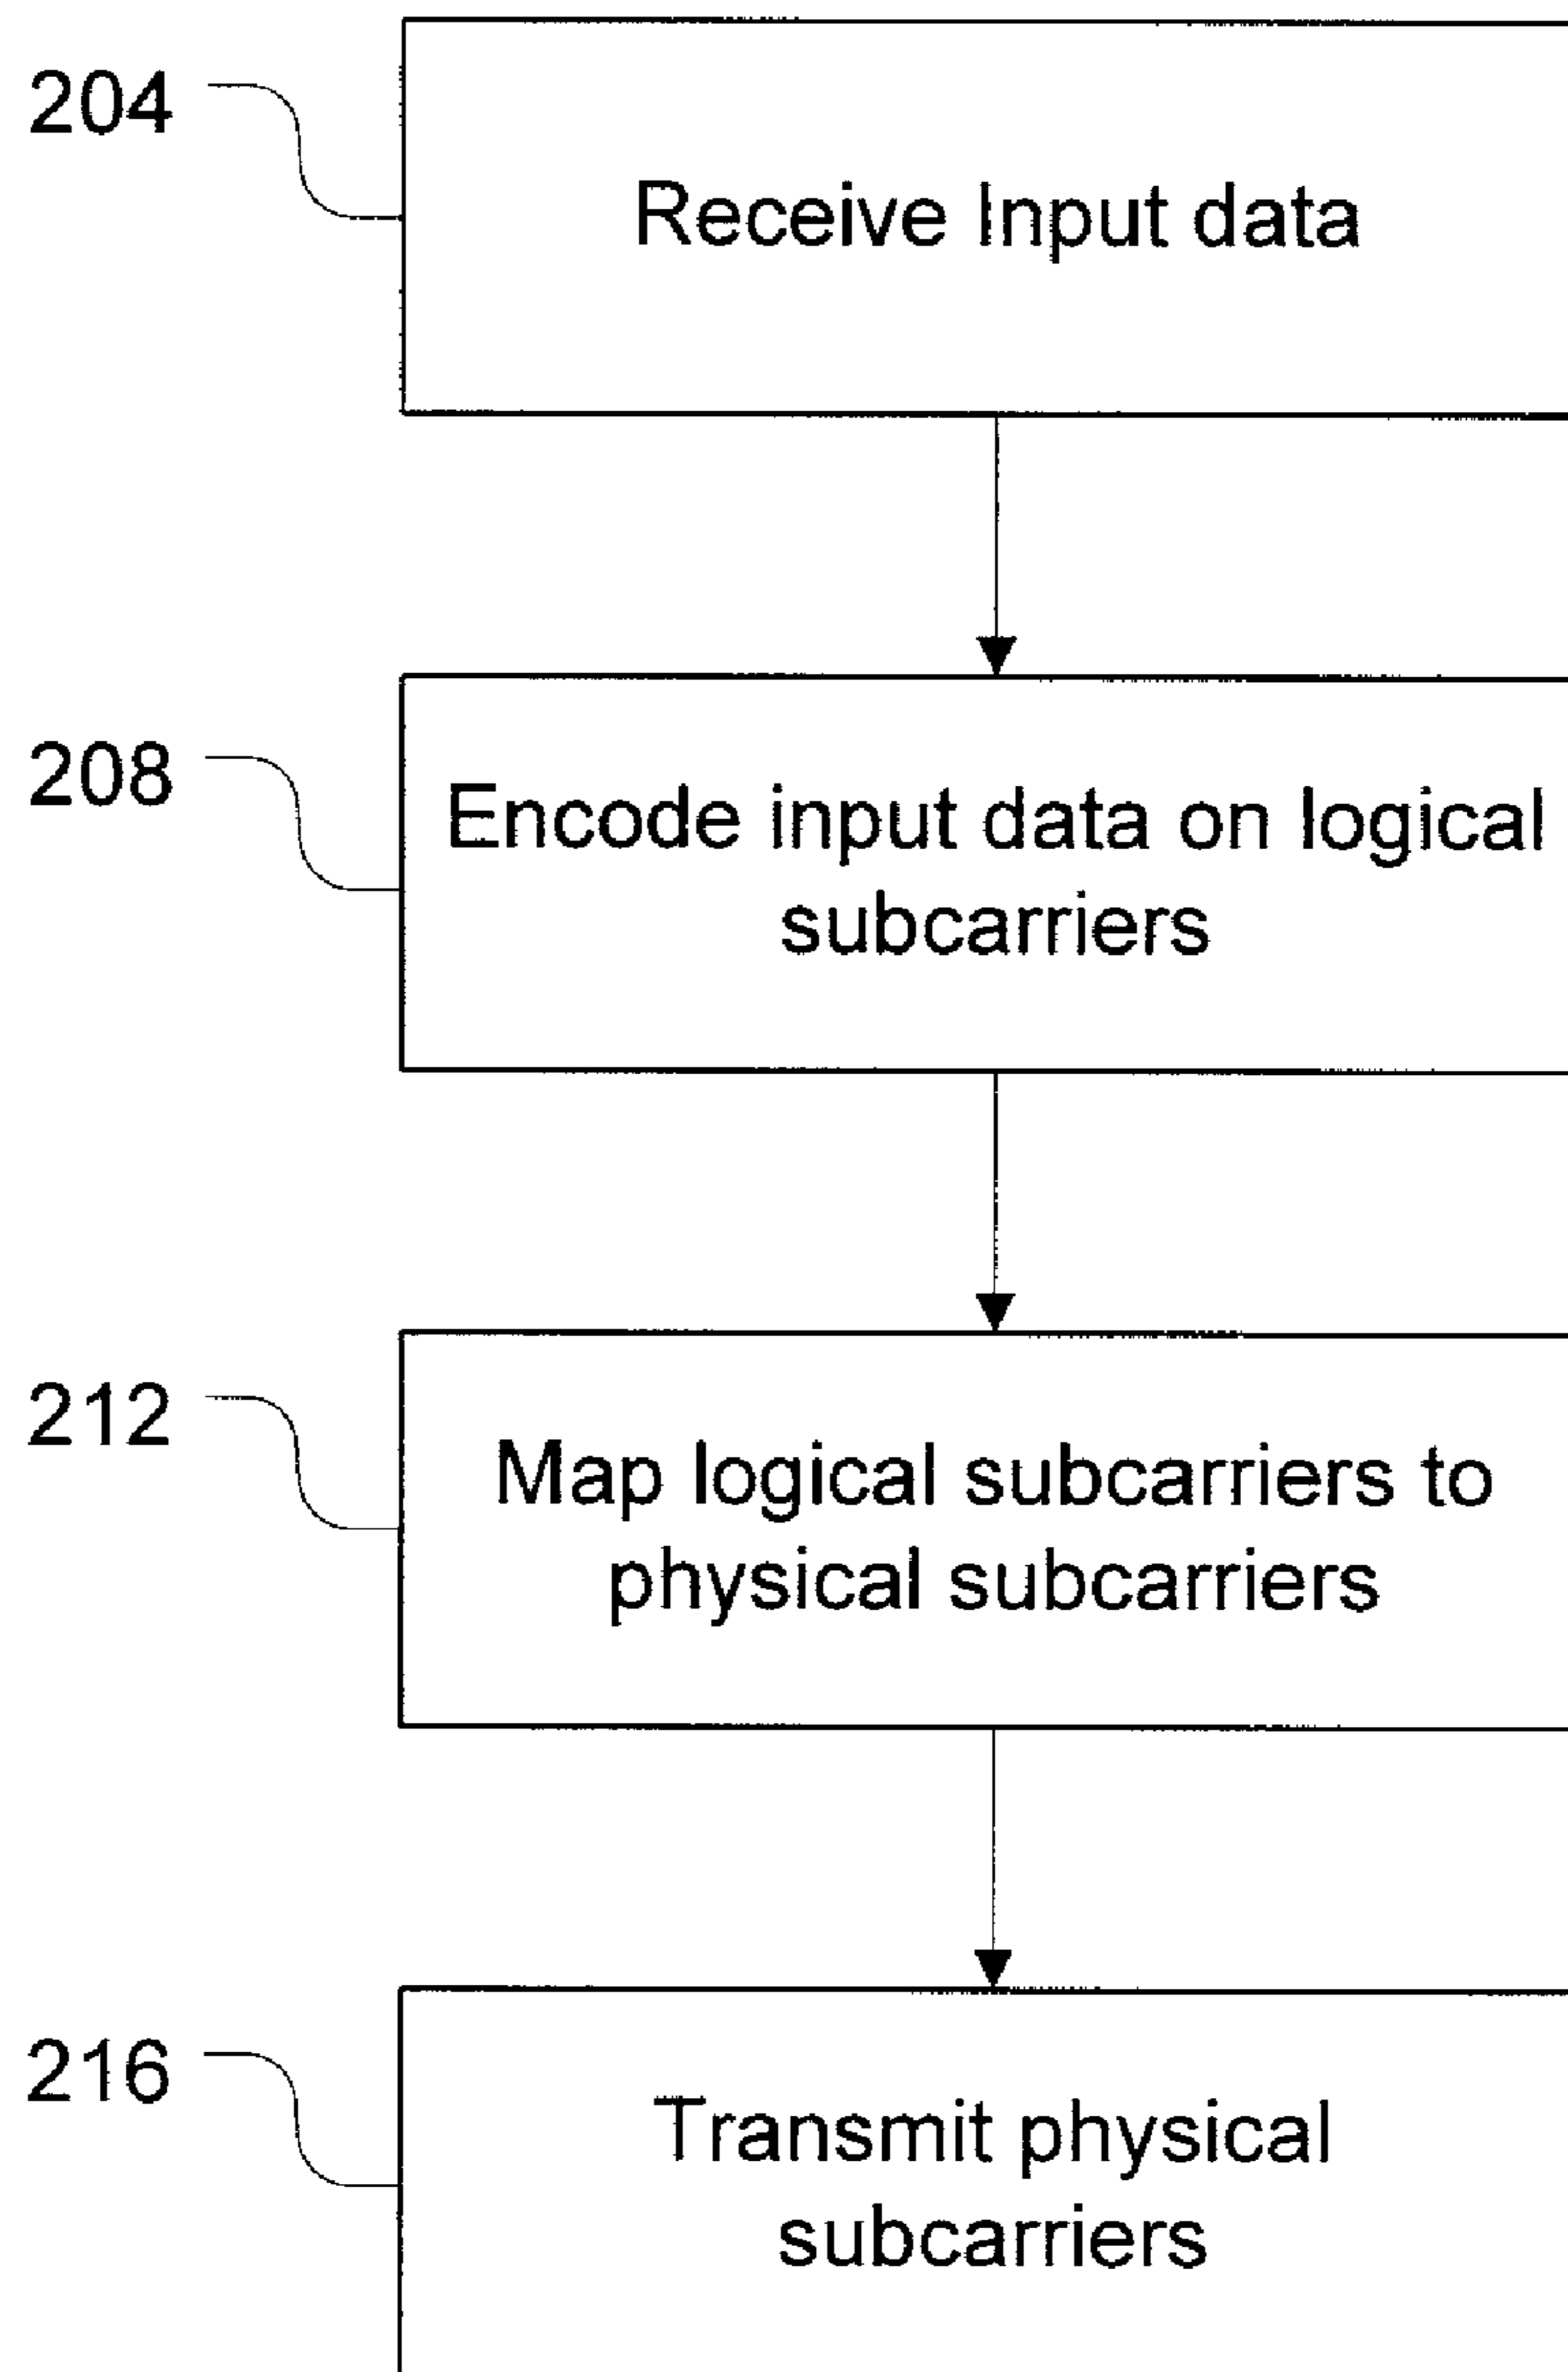 204
Receive Input data
208
Encode input data on logical
subcarriers
212
Map logical subcarriers to
physical subcarriers
216
Transmit physical
subcarriers